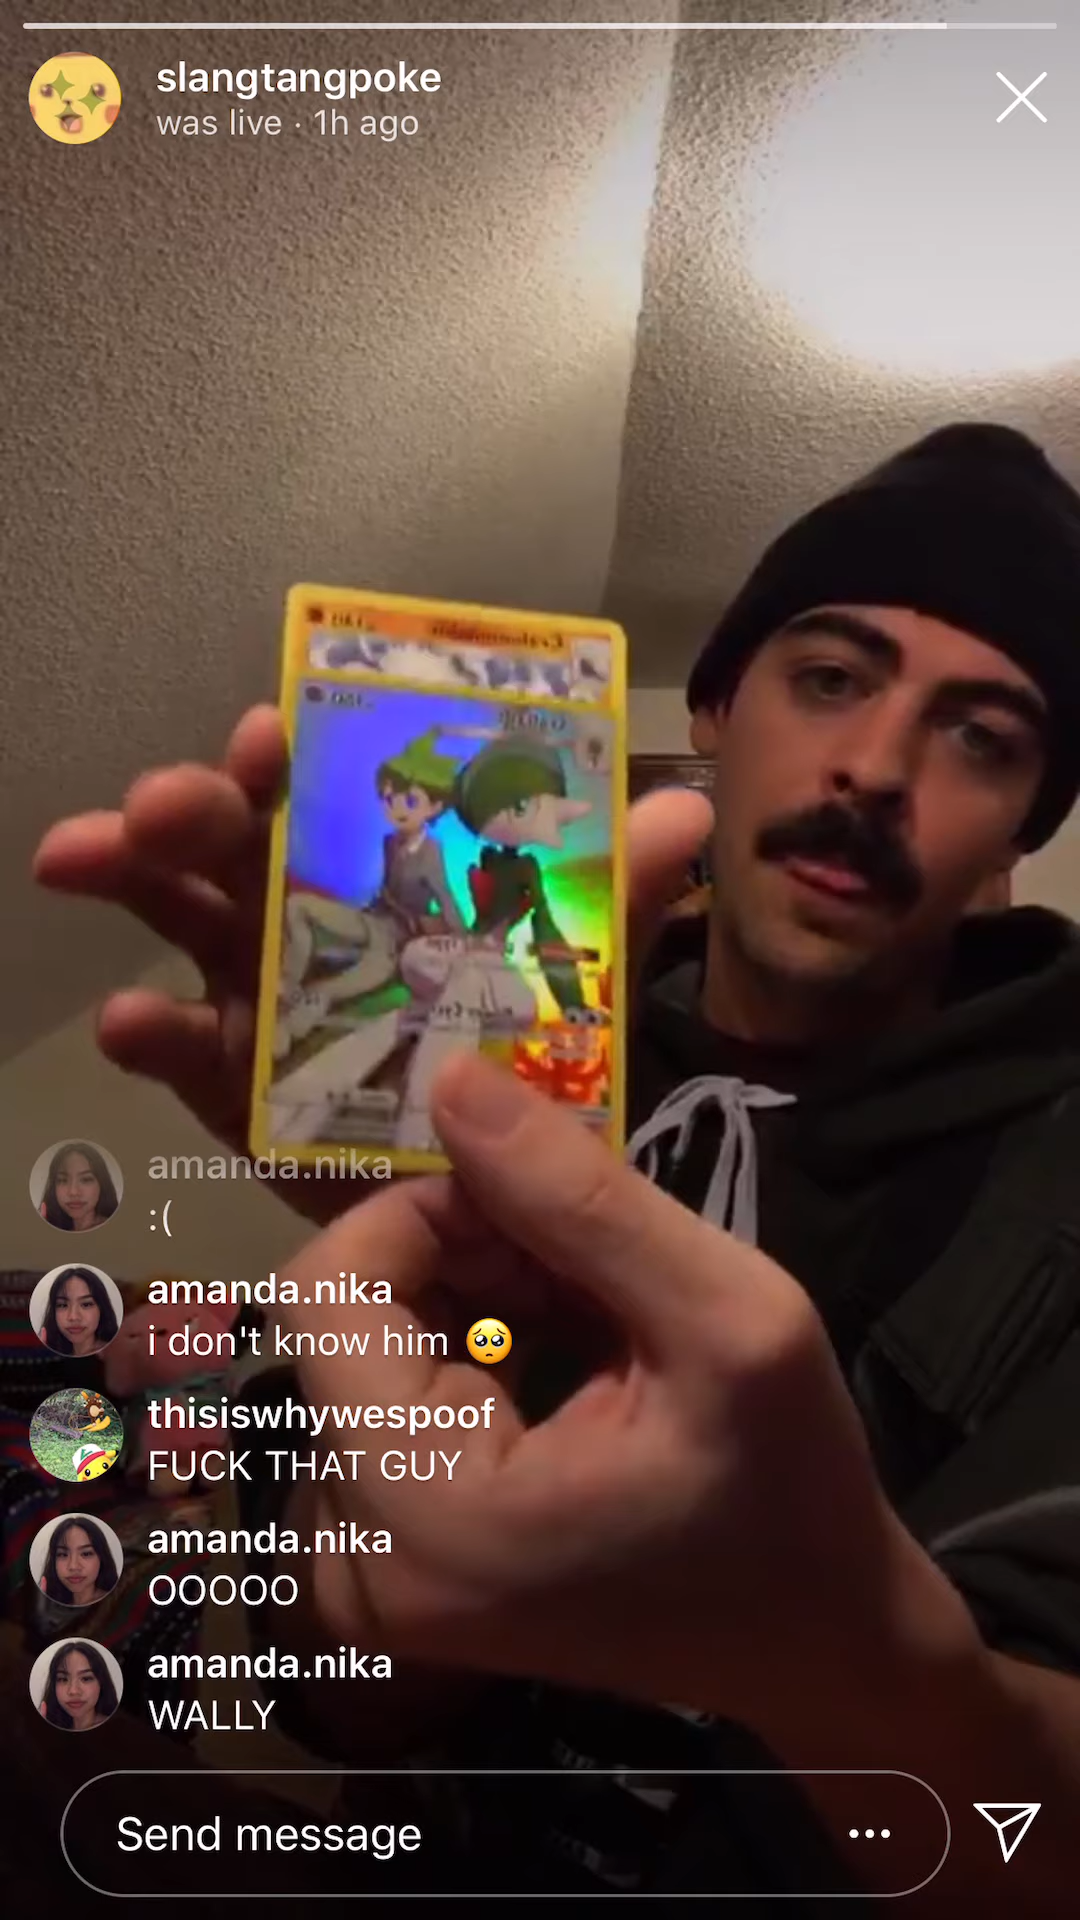 slangtangpoke
was live · 1h ago
amanda.nika
:(
amanda.nika
i don't know him 🥺
thisiswhywespoof
FUCK THAT GUY
amanda.nika
OOOOO
amanda.nika
WALLY
Send message